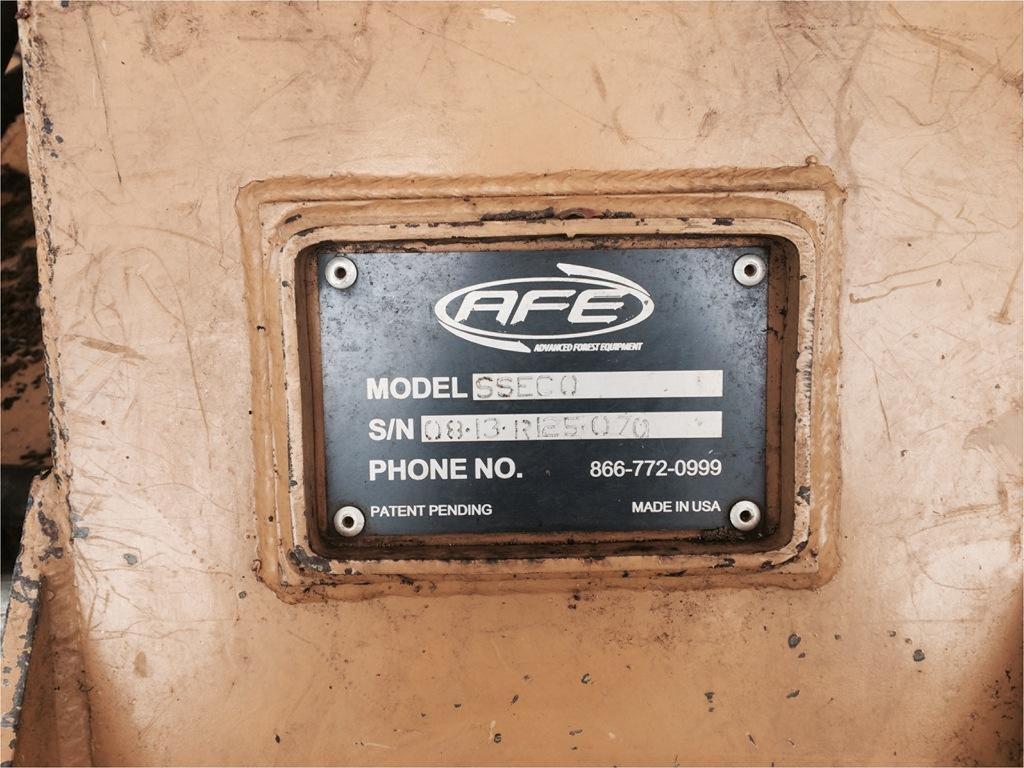 AFE
ADVANCED FOREST EQUIPMENT
MODEL SSECO
S/N 08·13·R125·070
PHONE NO. 866-772-0999
PATENT PENDING MADE IN USA